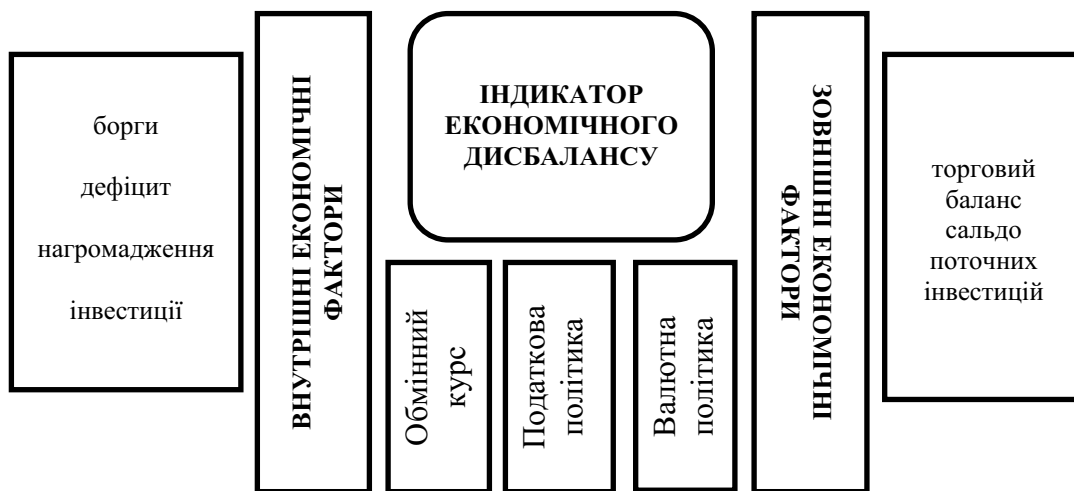 борги
дефіцит
нагромадження
інвестиції
ВНУТРІШНІ ЕКОНОМІЧНІ
ФАКТОРИ
ІНДИКАТОР
ЕКОНОМІЧНОГО
ДИСБАЛАНСУ
Обмінний
курс
Податкова
політика
Валютна
політика
ЗОВНІШНІ ЕКОНОМІЧНІ
ФАКТОРИ
торговий
баланс
сальдо
поточних
інвестицій